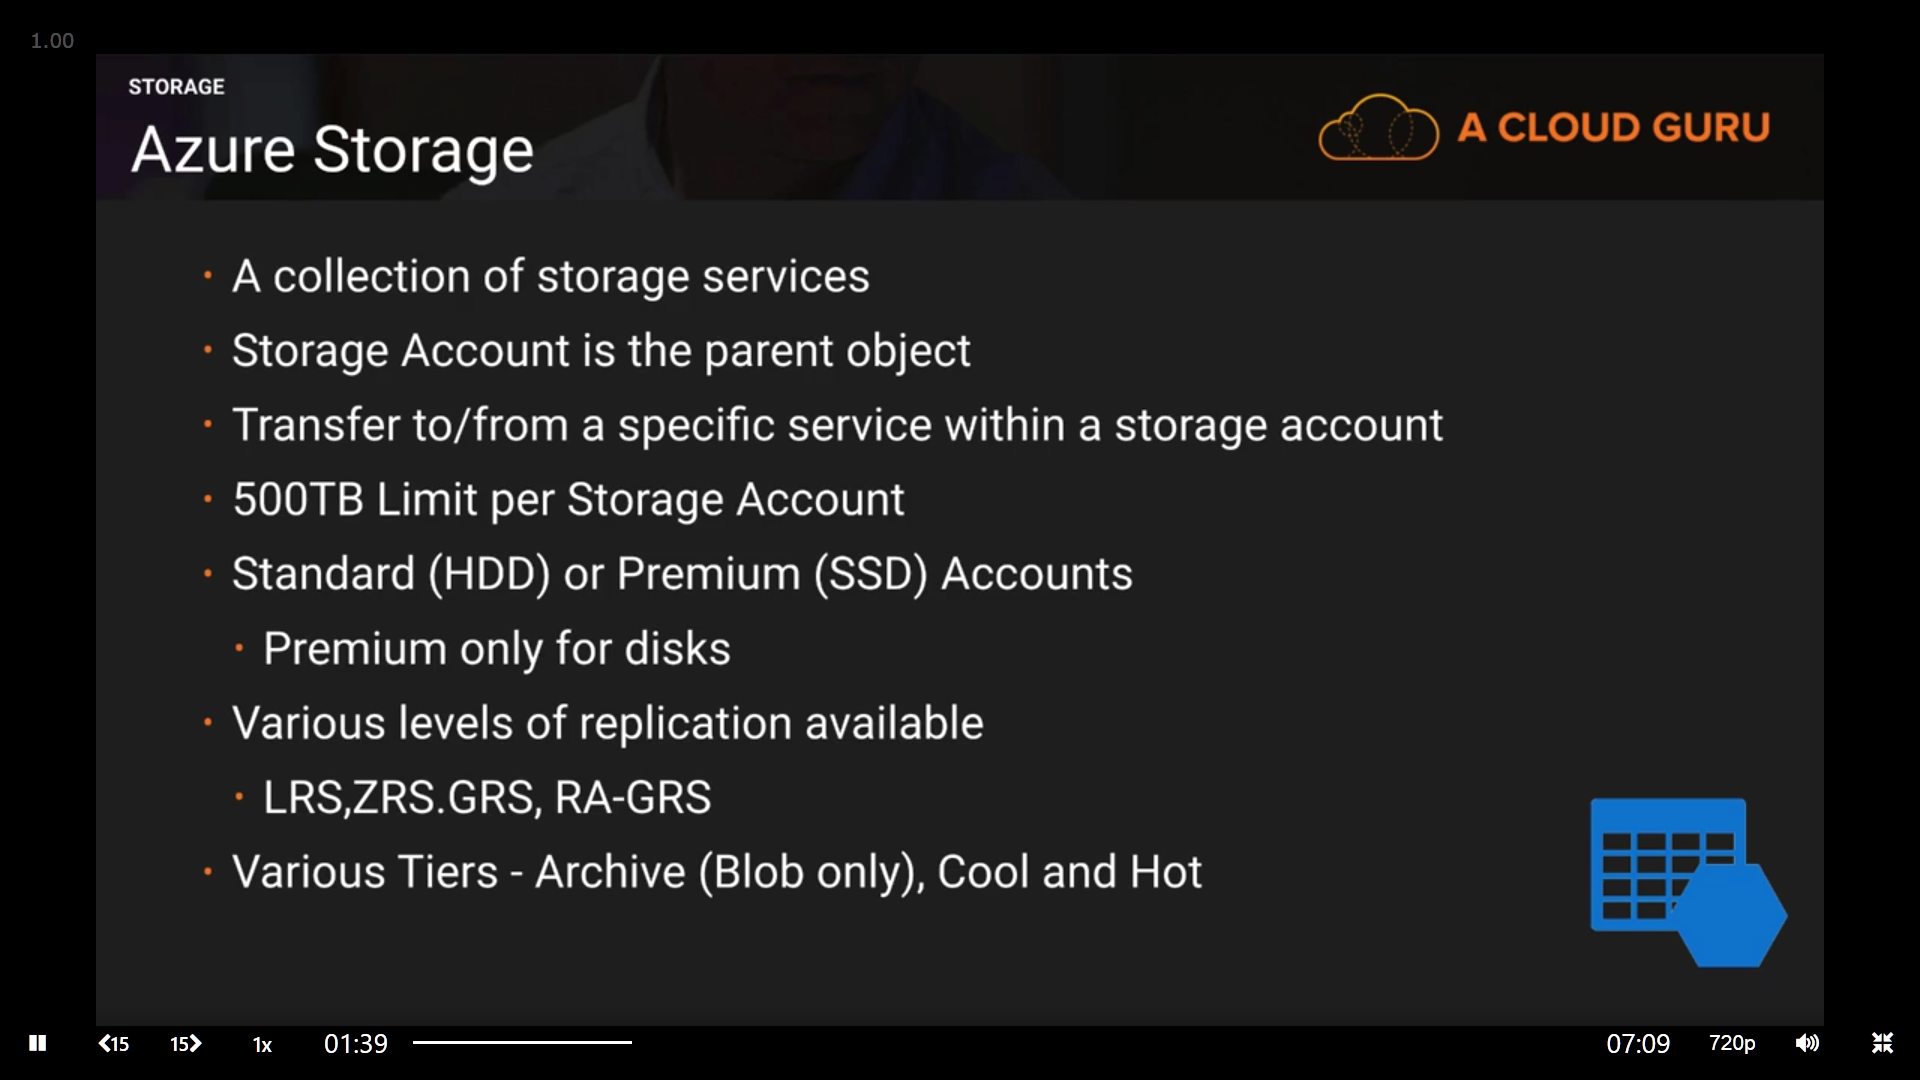 1.00
STORAGE
Azure Storage
A CLOUD GURU
• A collection of storage services
• Storage Account is the parent object
• Transfer to/from a specific service within a storage account
• 500TB Limit per Storage Account
• Standard (HDD) or Premium (SSD) Accounts
• Premium only for disks
• Various levels of replication available
• LRS,ZRS.GRS, RA-GRS
• Various Tiers - Archive (Blob only), Cool and Hot
15 15 1x 01:39 07:09 720p